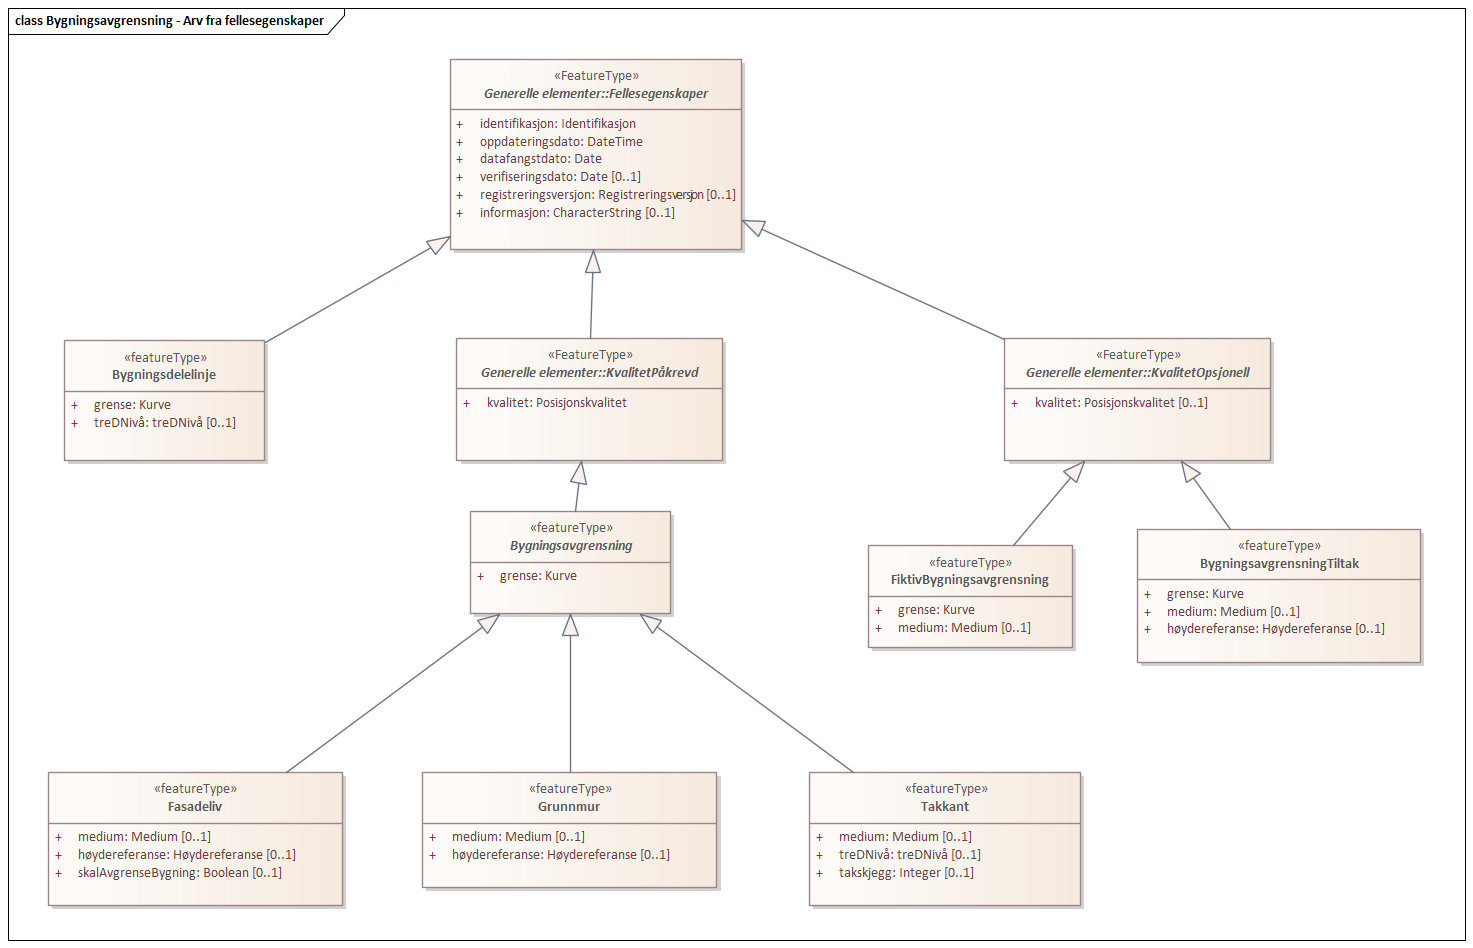 class Bygningsavgrensning - Arv fra fellesegenskaper
«FeatureType»
Generelle elementer::Fellesegenskaper
+ identifikasjon: Identifikasjon
+ oppdateringsdato: DateTime
+ datafangstdato: Date
+ verifiseringsdato: Date [0..1]
+ registreringsversjon: Registreringsversjon [0..1]
+ informasjon: CharacterString [0..1]
«featureType»
Bygningsdelelinje
+ grense: Kurve
+ treDNivå: treDNivå [0..1]
«FeatureType»
Generelle elementer::KvalitetPåkrevd
+ kvalitet: Posisjonskvalitet
«FeatureType»
Generelle elementer::KvalitetOpsjonell
+ kvalitet: Posisjonskvalitet [0..1]
«featureType»
Bygningsavgrensning
+ grense: Kurve
«featureType»
FiktivBygningsavgrensning
+ grense: Kurve
+ medium: Medium [0..1]
«featureType»
BygningsavgrensningTiltak
+ grense: Kurve
+ medium: Medium [0..1]
+ høydereferanse: Høydereferanse [0..1]
«featureType»
Fasadeliv
+ medium: Medium [0..1]
+ høydereferanse: Høydereferanse [0..1]
+ skalAvgrenseBygning: Boolean [0..1]
«featureType»
Grunnmur
+ medium: Medium [0..1]
+ høydereferanse: Høydereferanse [0..1]
«featureType»
Takkant
+ medium: Medium [0..1]
+ treDNivå: treDNivå [0..1]
+ takskjegg: Integer [0..1]